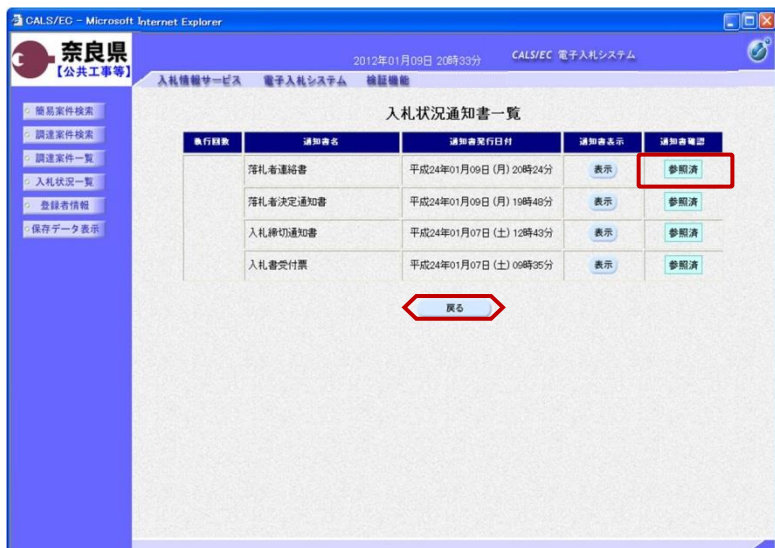 CALS/EC - Microsoft Internet Explorer
奈良県
【公共工事等】
2012年01月09日 20時33分
CALS/EC 電子入札システム
入札情報サービス 電子入札システム 検証機能
簡易案件検索
調達案件検索
調達案件一覧
入札状況一覧
登録者情報
保存データ表示
入札状況通知書一覧
執行回数 通知書名 通知書発行日付 通知書表示 通知書確認
落札者連絡書 平成24年01月09日 (月) 20時24分 表示 参照済
落札者決定通知書 平成24年01月09日 (月) 19時48分 表示 参照済
入札締切通知書 平成24年01月07日 (土) 12時43分 表示 参照済
入札書受付票 平成24年01月07日 (土) 09時35分 表示 参照済
戻る